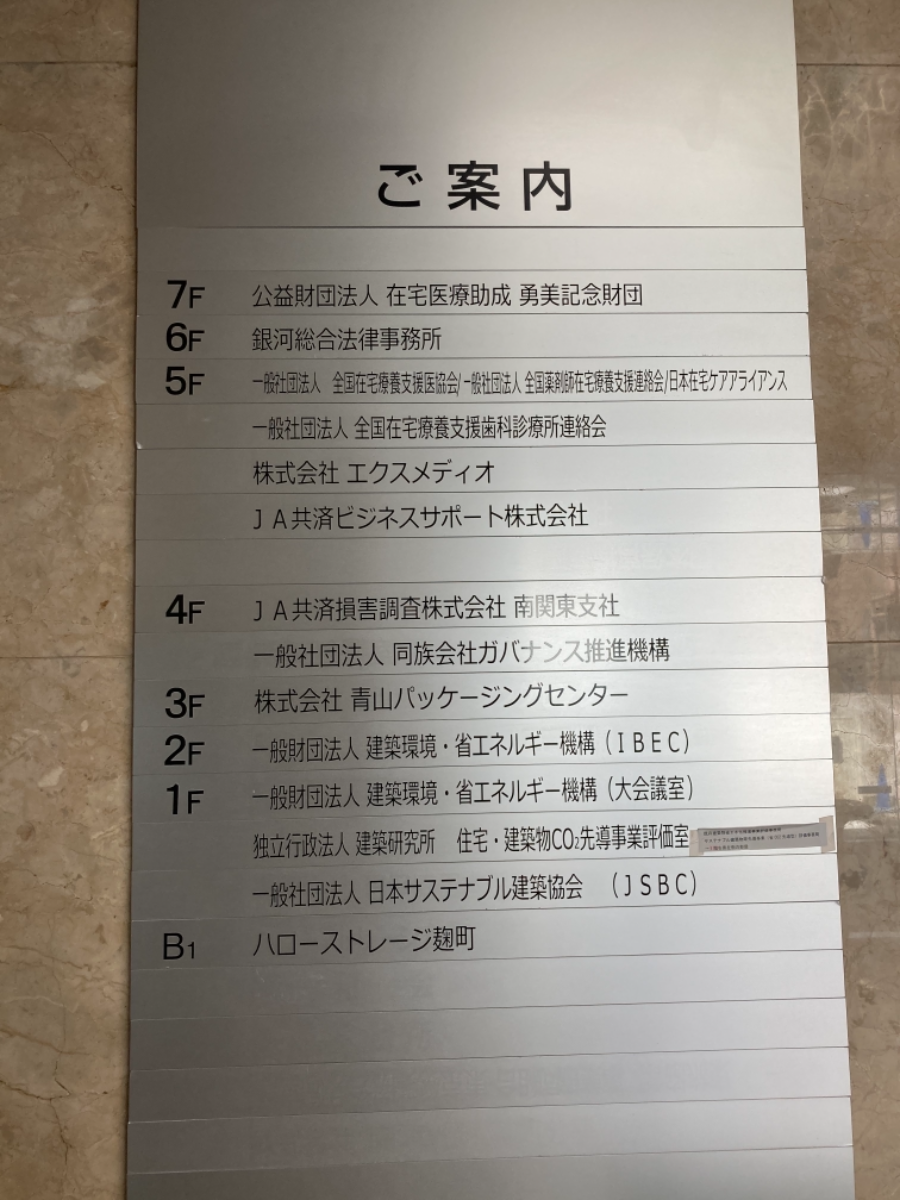 ご案内
7F 公益財団法人 在宅医療助成 勇美記念財団
6F 銀河総合法律事務所
5F 一般社団法人 全国在宅療養支援医協会/一般社団法人 全国薬剤師在宅療養支援連絡会/日本在宅ケアアライアンス
一般社団法人 全国在宅療養支援歯科診療所連絡会
株式会社 エクスメディオ
JA共済ビジネスサポート株式会社
4F JA共済損害調査株式会社 南関東支社
一般社団法人 同族会社ガバナンス推進機構
3F 株式会社 青山パッケージングセンター
2F 一般財団法人 建築環境・省エネルギー機構（IBEC）
1F 一般財団法人 建築環境・省エネルギー機構（大会議室）
独立行政法人 建築研究所 住宅・建築物CO₂先導事業評価室
一般社団法人 日本サステナブル建築協会 （JSBC）
B1 ハローストレージ麹町